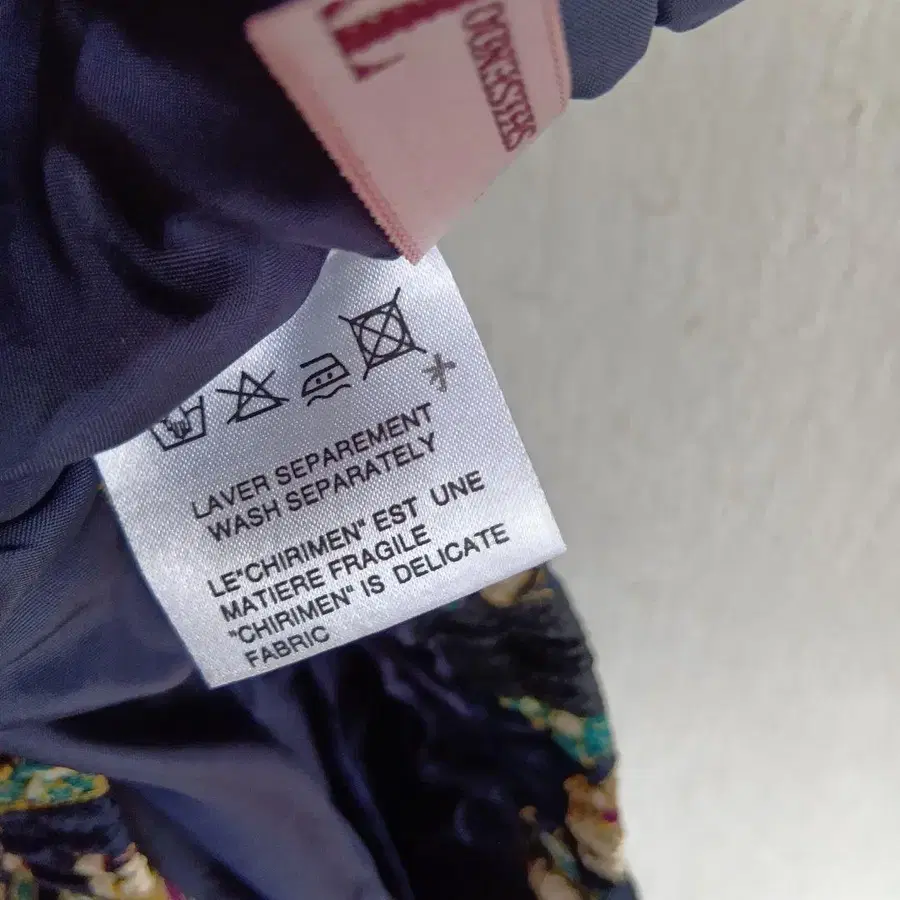 LAVER SEPAREMENT
WASH SEPARATELY
LE"CHIRIMEN" EST UNE
MATIERE FRAGILE
"CHIRIMEN" IS DELICATE
FABRIC